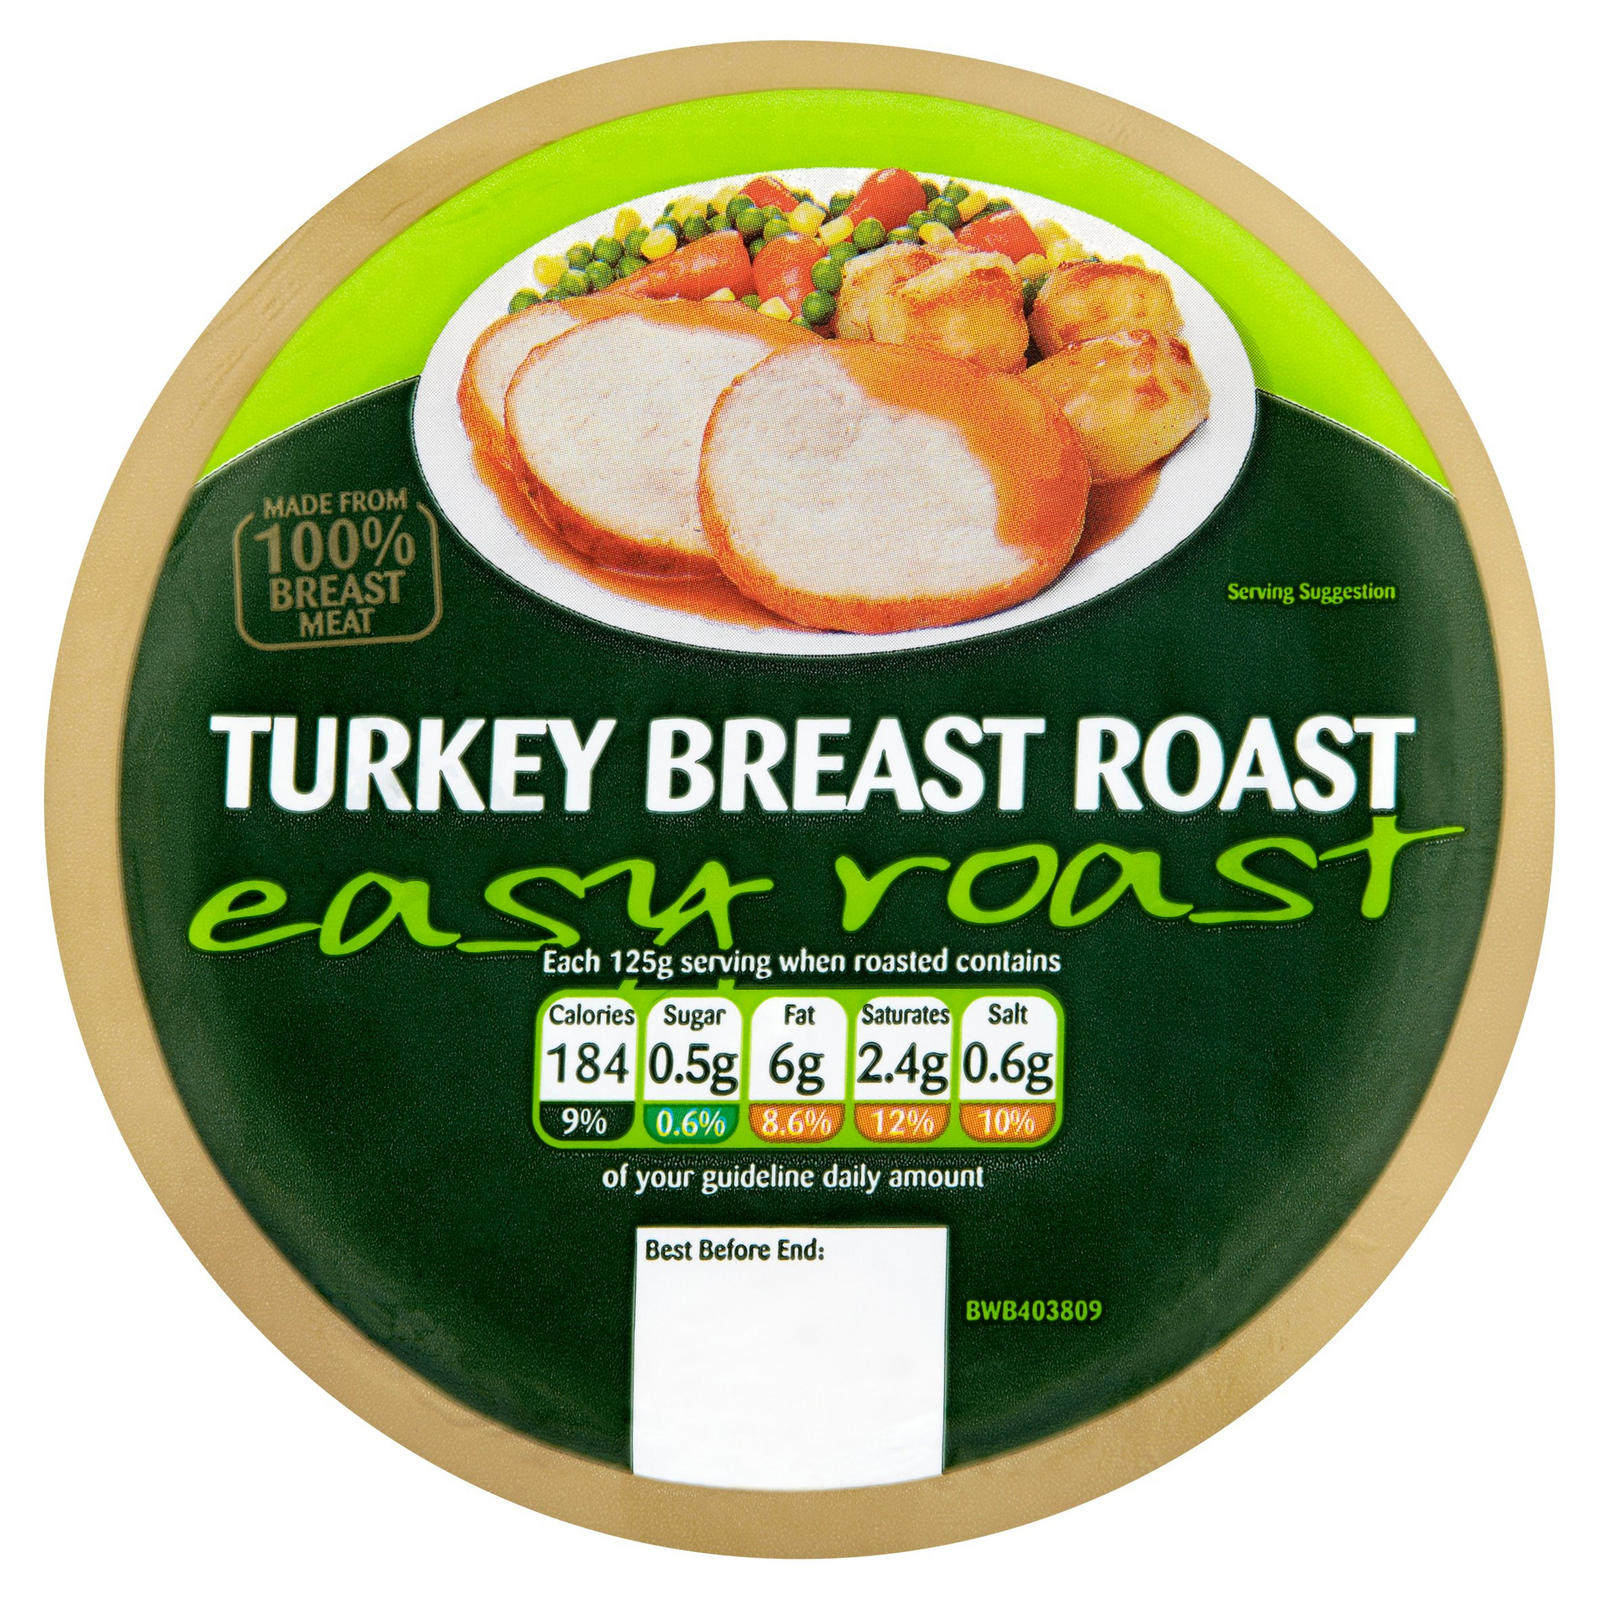 MADE FROM
100%
BREAST
MEAT
Serving Suggestion
TURKEY BREAST ROAST
easy roast
Each 125g serving when roasted contains
Calories Sugar Fat Saturates Salt
184 0.5g 6g 2.4g 0.6g
9% 0.6% 8.6% 12% 10%
of your guideline daily amount
Best Before End:
BWB403809